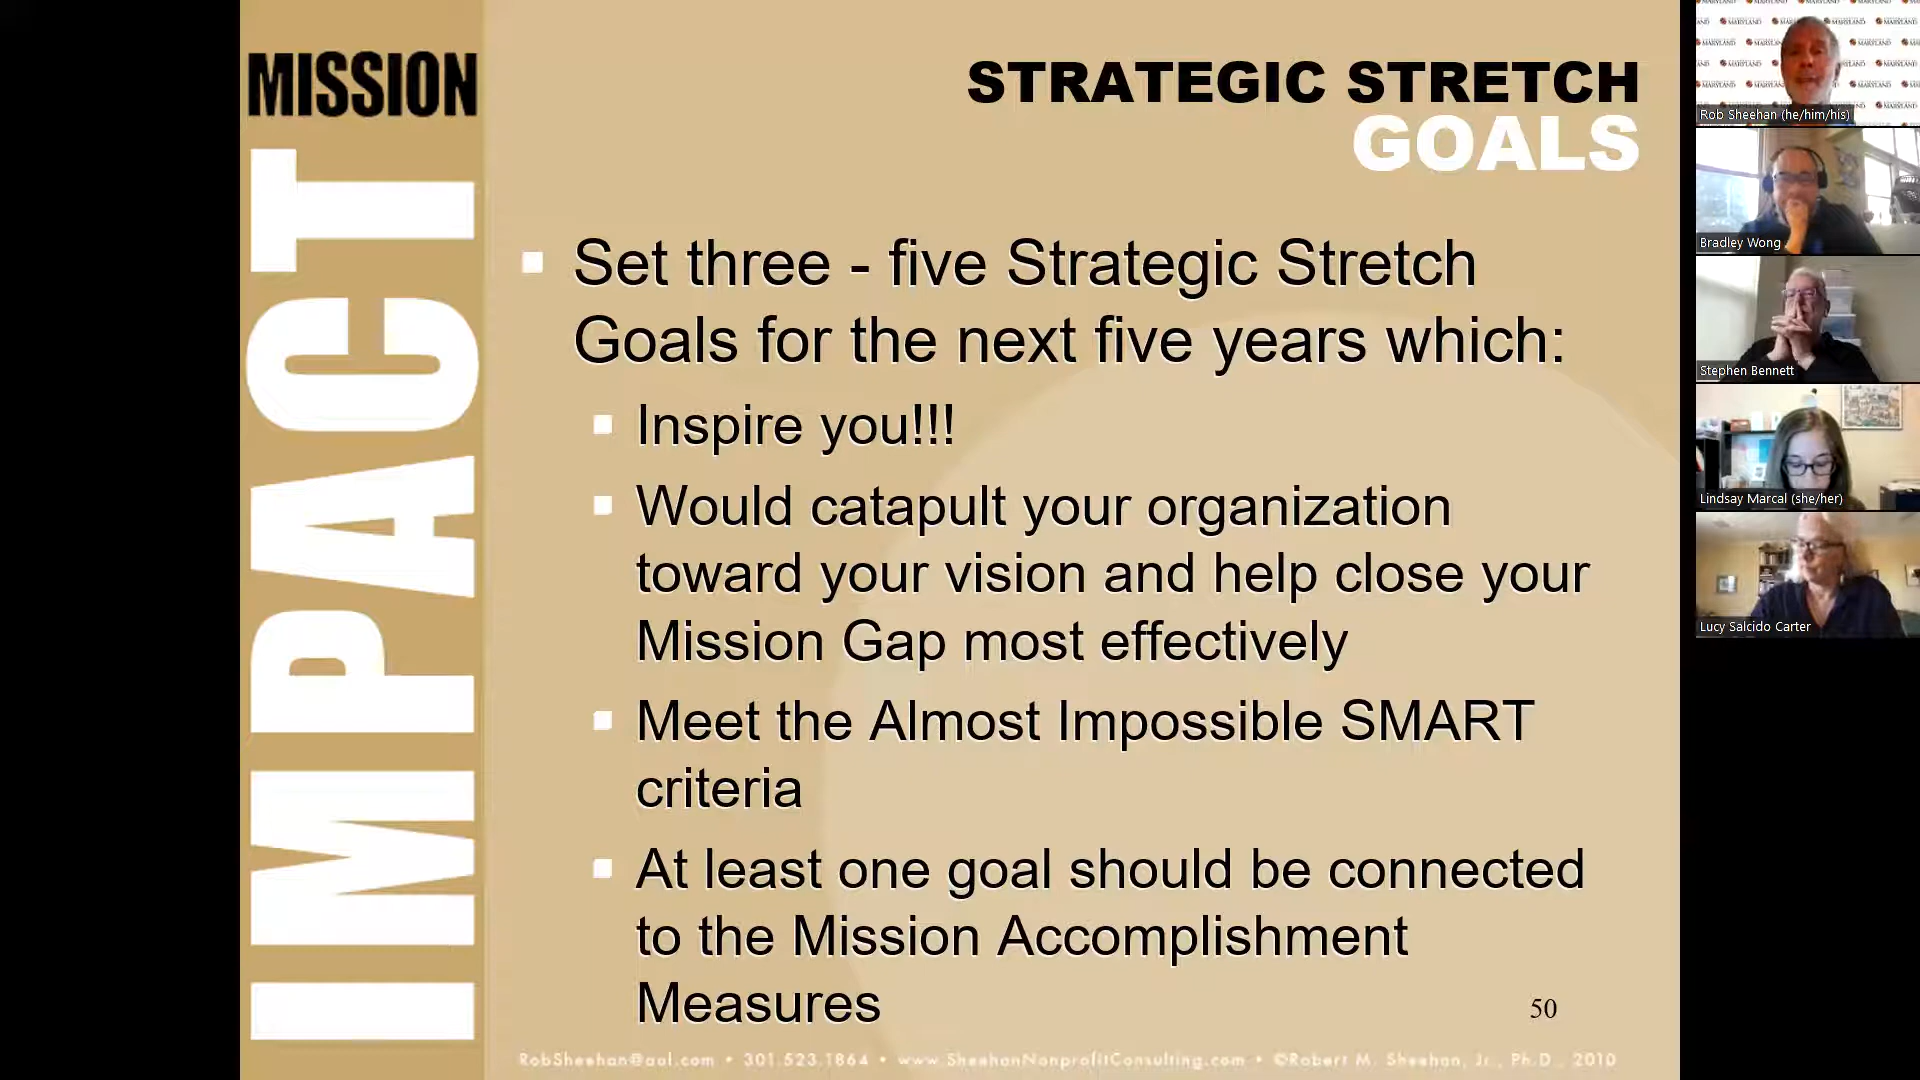 MISSION
IMPACT
STRATEGIC STRETCH
GOALS
Set three - five Strategic Stretch
Goals for the next five years which:
Inspire you!!!
Would catapult your organization
toward your vision and help close your
Mission Gap most effectively
Meet the Almost Impossible SMART
criteria
At least one goal should be connected
to the Mission Accomplishment
Measures
50
RobSheehan@aol.com • 301.523.1864 • www.SheehanNonprofitConsulting.com • ©Robert M. Sheehan, Jr., Ph.D., 2010
MARYLAND
Rob Sheehan (he/him/his)
Bradley Wong
Stephen Bennett
Lindsay Marcal (she/her)
Lucy Salcido Carter